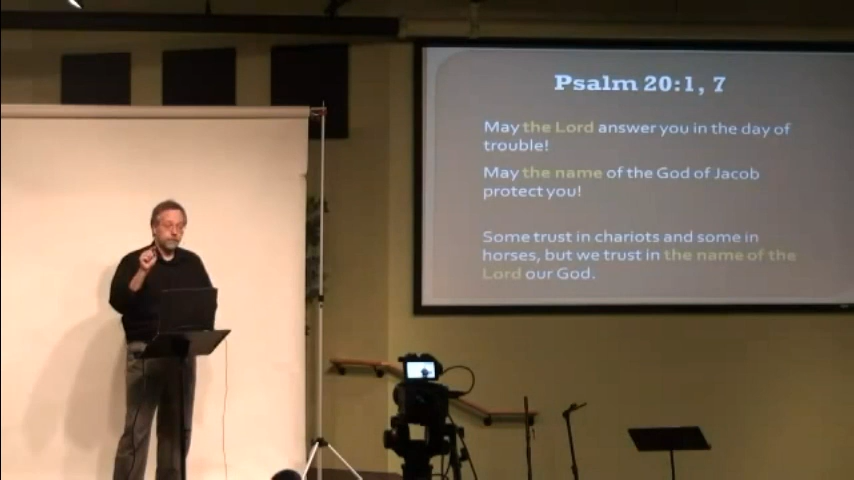 Psalm 20:1, 7
May the Lord answer you in the day of
trouble!
May the name of the God of Jacob
protect you!
Some trust in chariots and some in
horses, but we trust in the name of the
Lord our God.